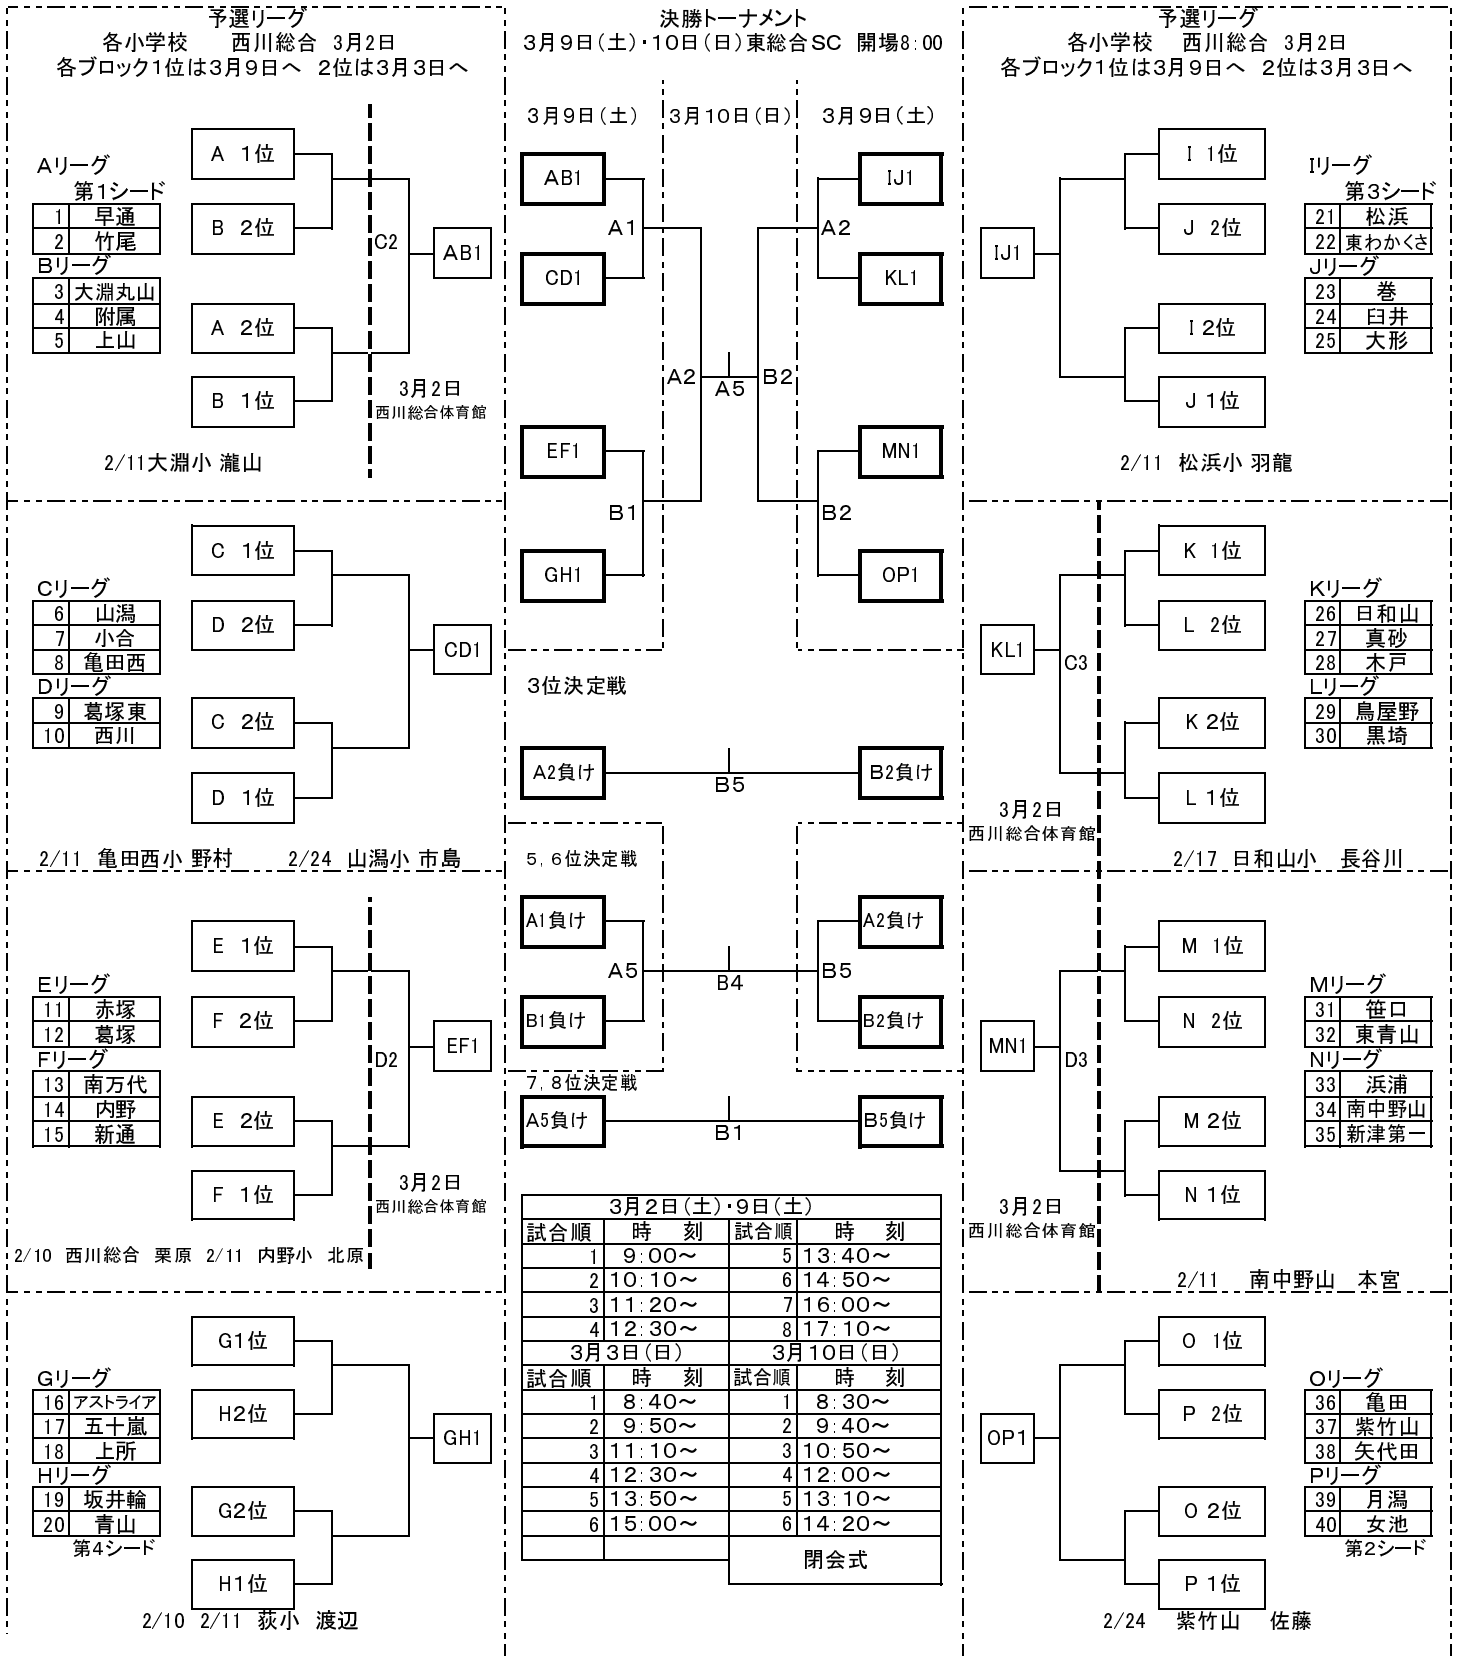 予選リーグ
各小学校　　西川総合　3月2日
各ブロック1位は3月9日へ　2位は3月3日へ
A　1位
Aリーグ
第1シード
1 早通
2 竹尾
B　2位
Bリーグ
3 大淵丸山
4 附属
5 上山
A　2位
B　1位
C2
AB1
3月2日
西川総合体育館
2/11大淵小 瀧山
C　1位
Cリーグ
6 山潟
7 小合
8 亀田西
D　2位
Dリーグ
9 葛塚東
10 西川
C　2位
D　1位
CD1
2/11　亀田西小 野村　　2/24　山潟小 市島
E　1位
Eリーグ
11 赤塚
12 葛塚
F　2位
Fリーグ
13 南万代
14 内野
15 新通
E　2位
F　1位
D2
EF1
3月2日
西川総合体育館
2/10　西川総合　栗原　2/11　内野小　北原
G1位
Gリーグ
16 アストライア
17 五十嵐
18 上所
H2位
Hリーグ
19 坂井輪
20 青山
第4シード
G2位
H1位
GH1
2/10　2/11　荻小　渡辺
決勝トーナメント
3月9日(土)・10日(日)東総合SC　開場8:00
3月9日(土)
3月10日(日)
3月9日(土)
AB1
IJ1
A1
A2
CD1
KL1
A2
A5
B2
EF1
MN1
B1
B2
GH1
OP1
3位決定戦
A2負け
B2負け
B5
5,6位決定戦
A1負け
A2負け
A5
B4
B5
B1負け
B2負け
7,8位決定戦
A5負け
B5負け
B1
3月2日(土)・9日(土)
試合順 時　刻 試合順 時　刻
1 9:00～ 5 13:40～
2 10:10～ 6 14:50～
3 11:20～ 7 16:00～
4 12:30～ 8 17:10～
3月3日(日) 3月10日(日)
試合順 時　刻 試合順 時　刻
1 8:40～ 1 8:30～
2 9:50～ 2 9:40～
3 11:10～ 3 10:50～
4 12:30～ 4 12:00～
5 13:50～ 5 13:10～
6 15:00～ 6 14:20～
閉会式
予選リーグ
各小学校　　西川総合　3月2日
各ブロック1位は3月9日へ　2位は3月3日へ
I　1位
Iリーグ
第3シード
21 松浜
22 東わかくさ
J　2位
Jリーグ
23 巻
24 臼井
25 大形
I 2位
J 1位
IJ1
2/11　松浜小 羽龍
K　1位
Kリーグ
26 日和山
27 真砂
28 木戸
L　2位
Lリーグ
29 鳥屋野
30 黒埼
K 2位
L 1位
KL1
C3
3月2日
西川総合体育館
2/17　日和山小　長谷川
M　1位
Mリーグ
31 笹口
32 東青山
N　2位
Nリーグ
33 浜浦
34 南中野山
35 新津第一
M 2位
N 1位
MN1
D3
3月2日
西川総合体育館
2/11　南中野山　本宮
O　1位
Oリーグ
36 亀田
37 紫竹山
38 矢代田
P　2位
Pリーグ
39 月潟
40 女池
第2シード
O 2位
P 1位
OP1
2/24　紫竹山　佐藤